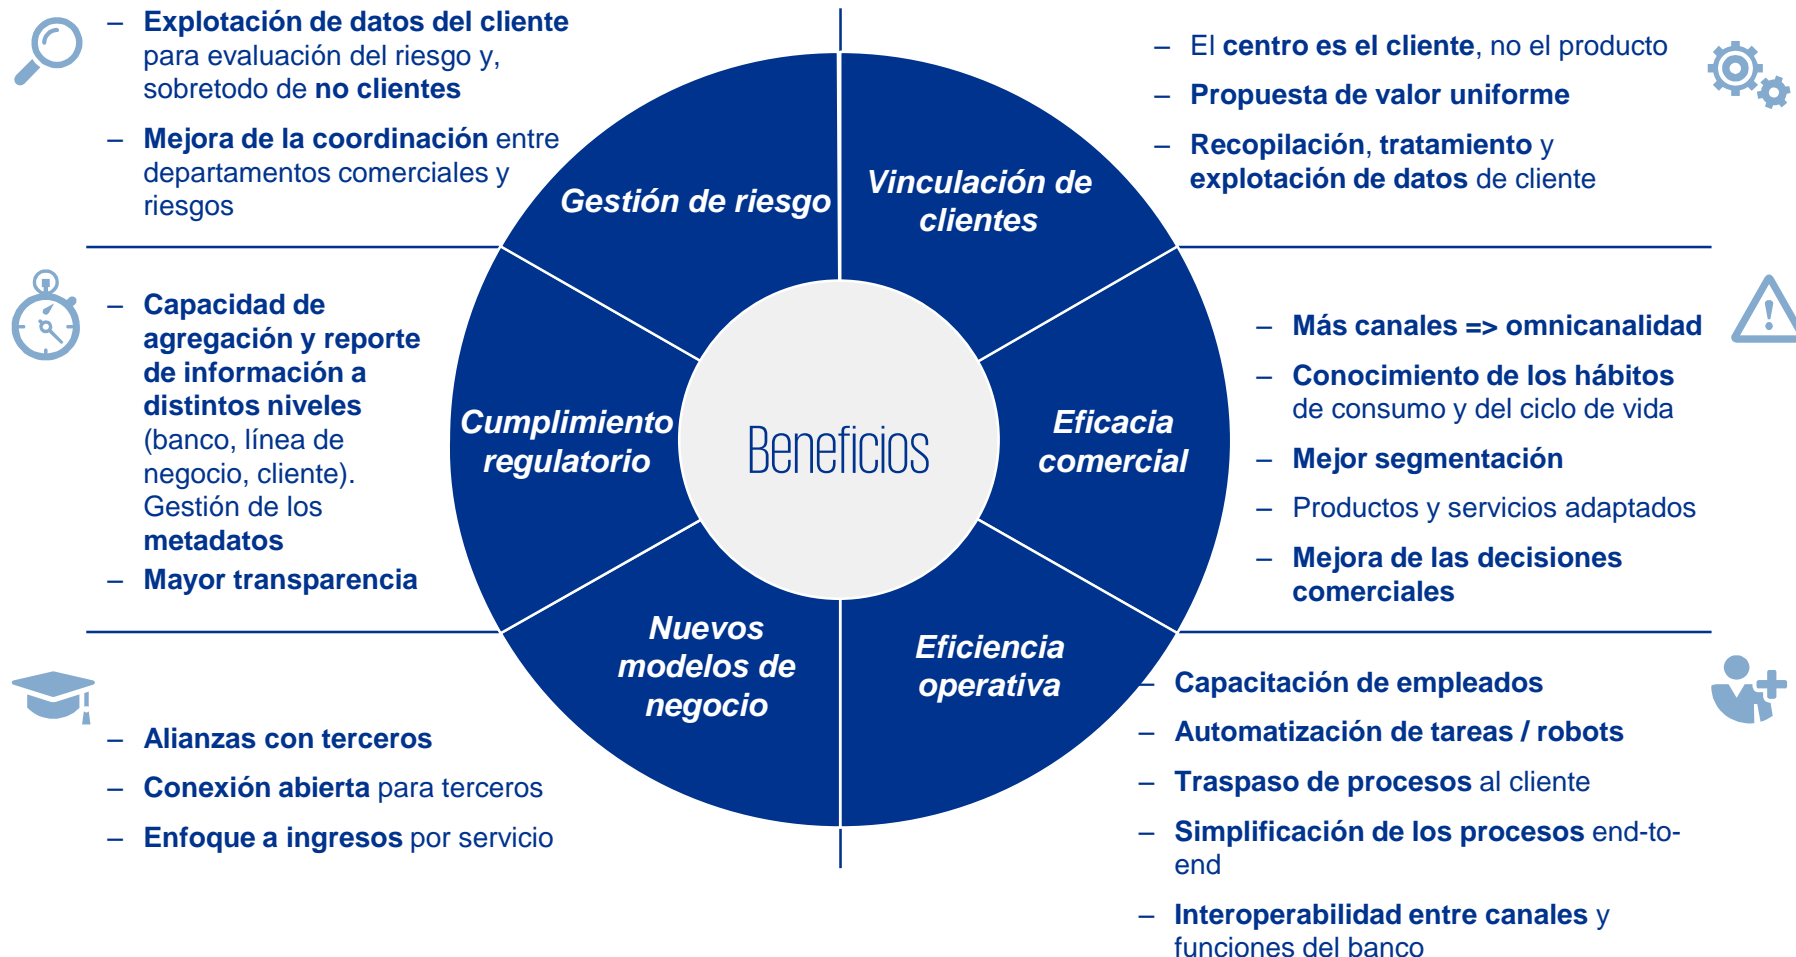 – Explotación de datos del cliente
para evaluación del riesgo y,
sobretodo de no clientes
– Mejora de la coordinación entre
departamentos comerciales y
riesgos
– El centro es el cliente, no el producto
– Propuesta de valor uniforme
– Recopilación, tratamiento y
explotación de datos de cliente
Gestión de riesgo
Vinculación de
clientes
– Capacidad de
agregación y reporte
de información a
distintos niveles
(banco, línea de
negocio, cliente).
Gestión de los
metadatos
– Mayor transparencia
Cumplimiento
regulatorio
Beneficios
Eficacia
comercial
– Más canales => omnicanalidad
– Conocimiento de los hábitos
de consumo y del ciclo de vida
– Mejor segmentación
– Productos y servicios adaptados
– Mejora de las decisiones
comerciales
Nuevos
modelos de
negocio
Eficiencia
operativa
– Alianzas con terceros
– Conexión abierta para terceros
– Enfoque a ingresos por servicio
– Capacitación de empleados
– Automatización de tareas / robots
– Traspaso de procesos al cliente
– Simplificación de los procesos end-to-
end
– Interoperabilidad entre canales y
funciones del banco